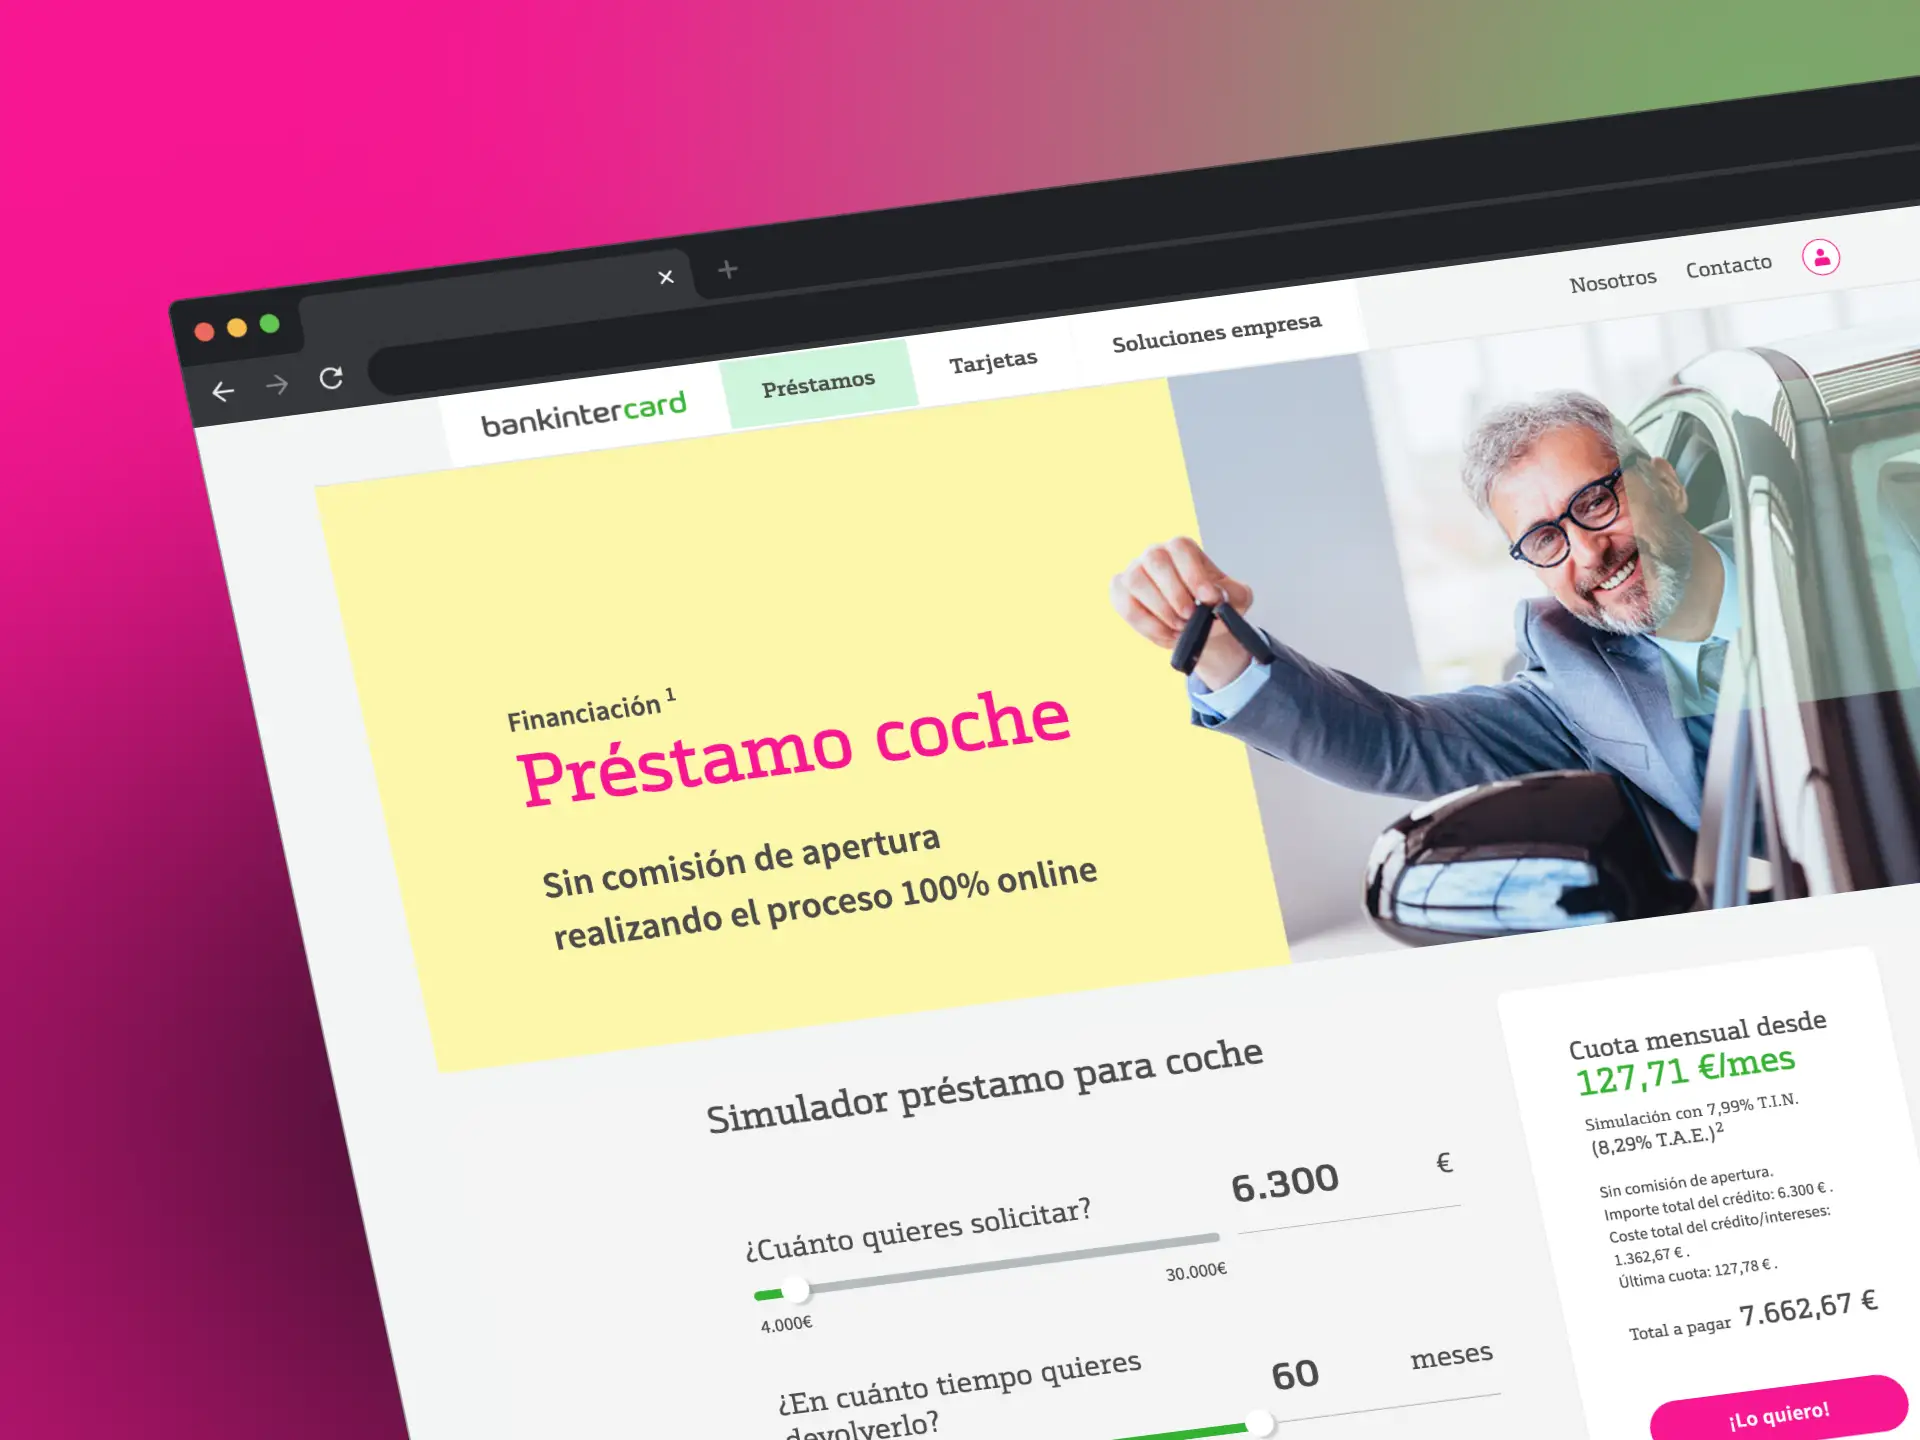 bankintercard
Préstamos
Tarjetas
Soluciones empresa
Nosotros
Contacto
Financiación 1
Préstamo coche
Sin comisión de apertura
realizando el proceso 100% online
Simulador préstamo para coche
¿Cuánto quieres solicitar?
6.300 €
4.000€
30.000€
¿En cuánto tiempo quieres
devolverlo?
60 meses
Cuota mensual desde
127,71 €/mes
Simulación con 7,99% T.I.N.
(8,29% T.A.E.)2
Sin comisión de apertura.
Importe total del crédito: 6.300 € .
Coste total del crédito/intereses:
1.362,67 € .
Última cuota: 127,78 € .
Total a pagar 7.662,67 €
¡Lo quiero!